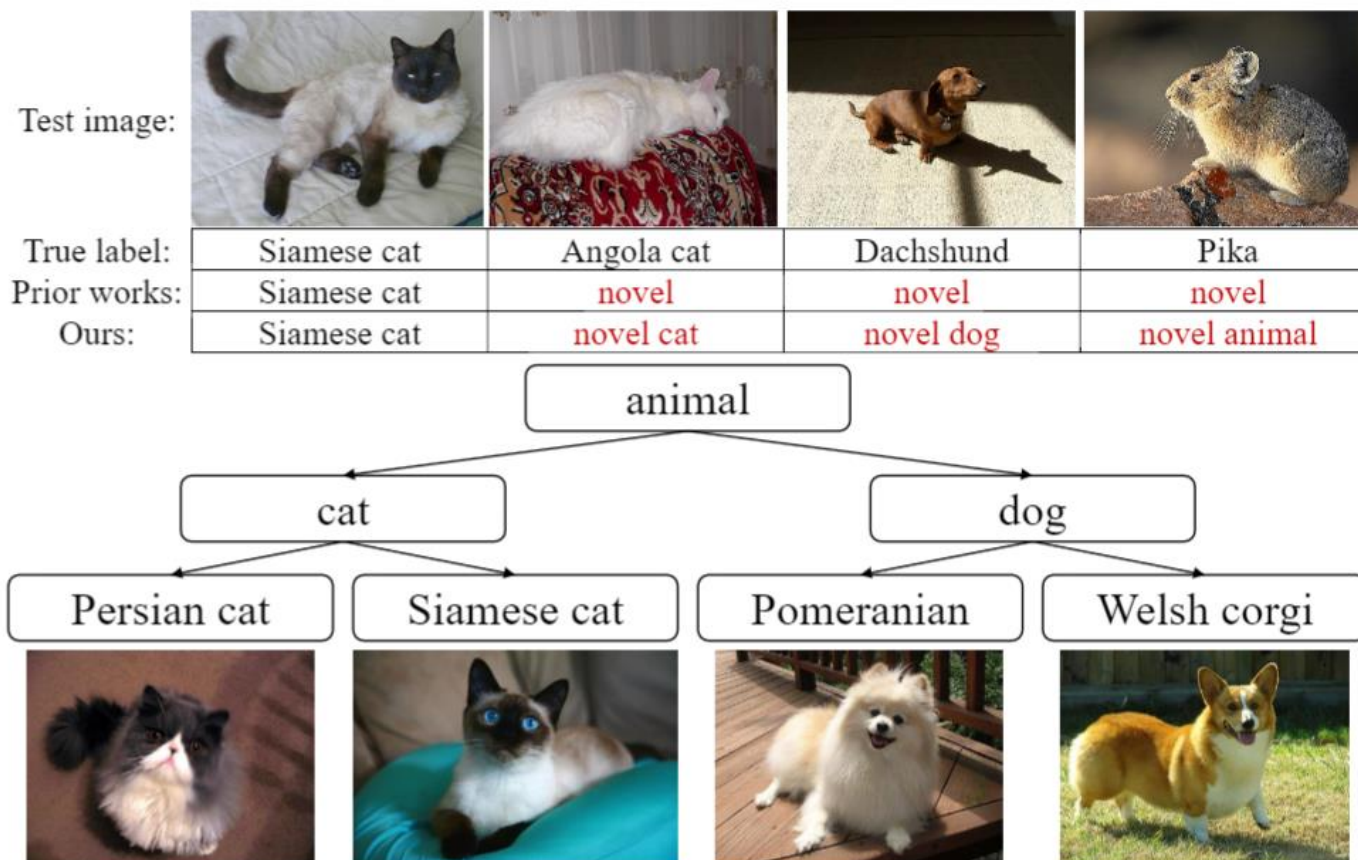 Test image:
True label: Siamese cat Angola cat Dachshund Pika
Prior works: Siamese cat novel novel novel
Ours: Siamese cat novel cat novel dog novel animal
animal
cat dog
Persian cat Siamese cat Pomeranian Welsh corgi